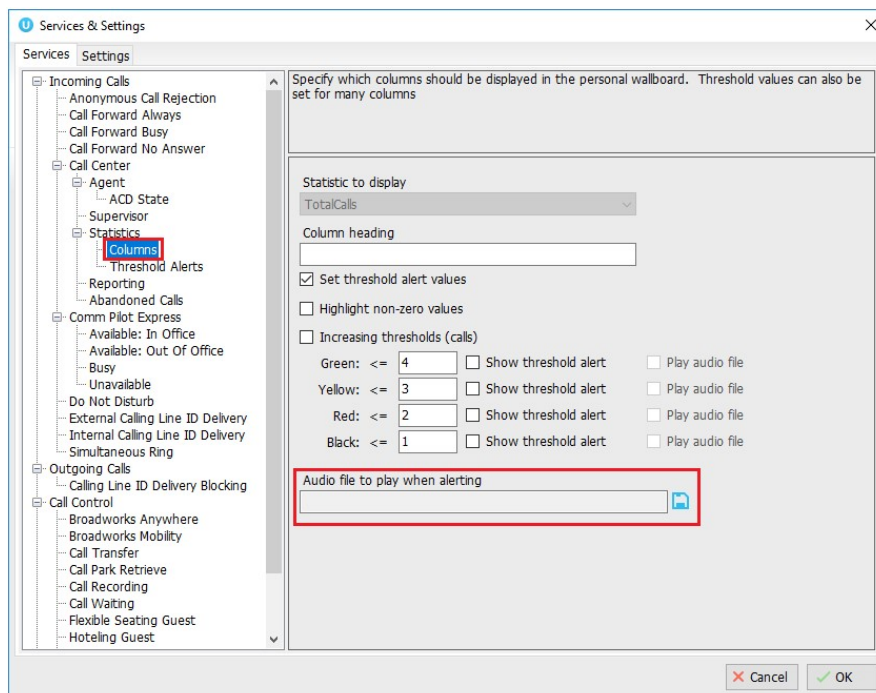 Services & Settings
Services Settings
Incoming Calls
Anonymous Call Rejection
Call Forward Always
Call Forward Busy
Call Forward No Answer
Call Center
Agent
ACD State
Supervisor
Statistics
Columns
Threshold Alerts
Reporting
Abandoned Calls
Comm Pilot Express
Available: In Office
Available: Out Of Office
Busy
Unavailable
Do Not Disturb
External Calling Line ID Delivery
Internal Calling Line ID Delivery
Simultaneous Ring
Outgoing Calls
Calling Line ID Delivery Blocking
Call Control
Broadworks Anywhere
Broadworks Mobility
Call Transfer
Call Park Retrieve
Call Recording
Call Waiting
Flexible Seating Guest
Hoteling Guest
Specify which columns should be displayed in the personal wallboard. Threshold values can also be
set for many columns
Statistic to display
TotalCalls
Column heading
Set threshold alert values
Highlight non-zero values
Increasing thresholds (calls)
Green: <= 4 Show threshold alert Play audio file
Yellow: <= 3 Show threshold alert Play audio file
Red: <= 2 Show threshold alert Play audio file
Black: <= 1 Show threshold alert Play audio file
Audio file to play when alerting
Cancel OK